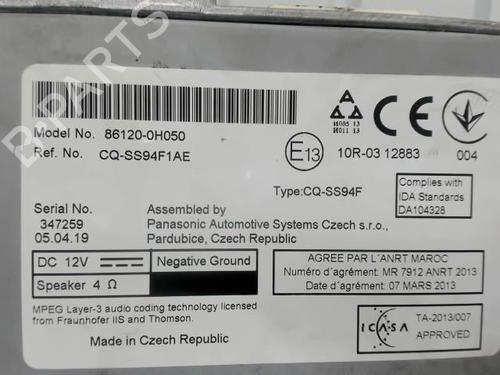 B-PARTS
Model No. 86120-0H050
Ref. No. CQ-SS94F1AE
E13
10R-03 12883
004
Type:CQ-SS94F
Complies with
IDA Standards
DA104328
Serial No.
347259
05.04.19
Assembled by
Panasonic Automotive Systems Czech s.r.o.,
Pardubice, Czech Republic
DC 12V
Negative Ground
Speaker 4 Ω
AGREE PAR L'ANRT MAROC
Numéro d'agrément: MR 7912 ANRT 2013
Date d'agrément: 07 MARS 2013
MPEG Layer-3 audio coding technology licensed
from Fraunhofer IIS and Thomson.
Made in Czech Republic
ICASA
TA-2013/007
APPROVED